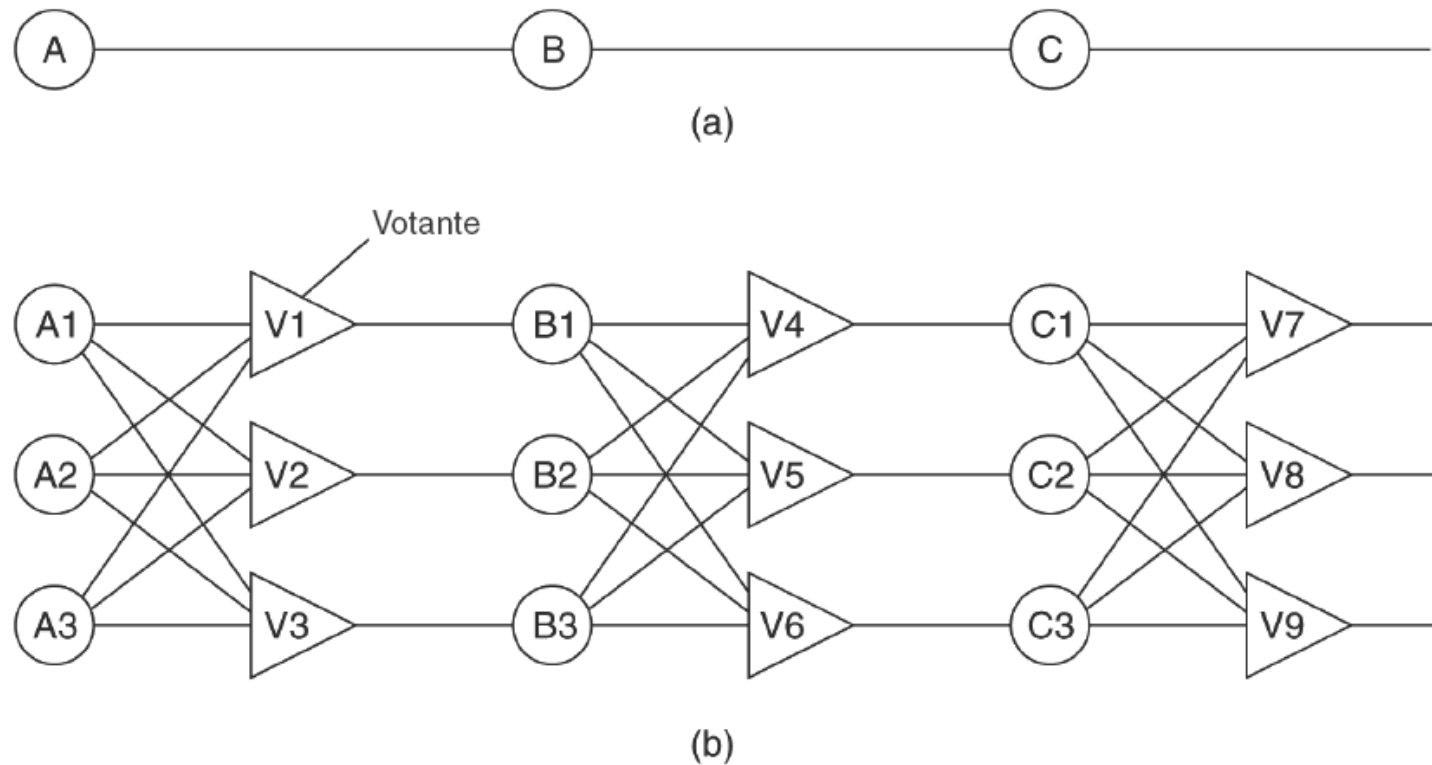 A B C
(a)
Votante
A1 V1 B1 V4 C1 V7
A2 V2 B2 V5 C2 V8
A3 V3 B3 V6 C3 V9
(b)